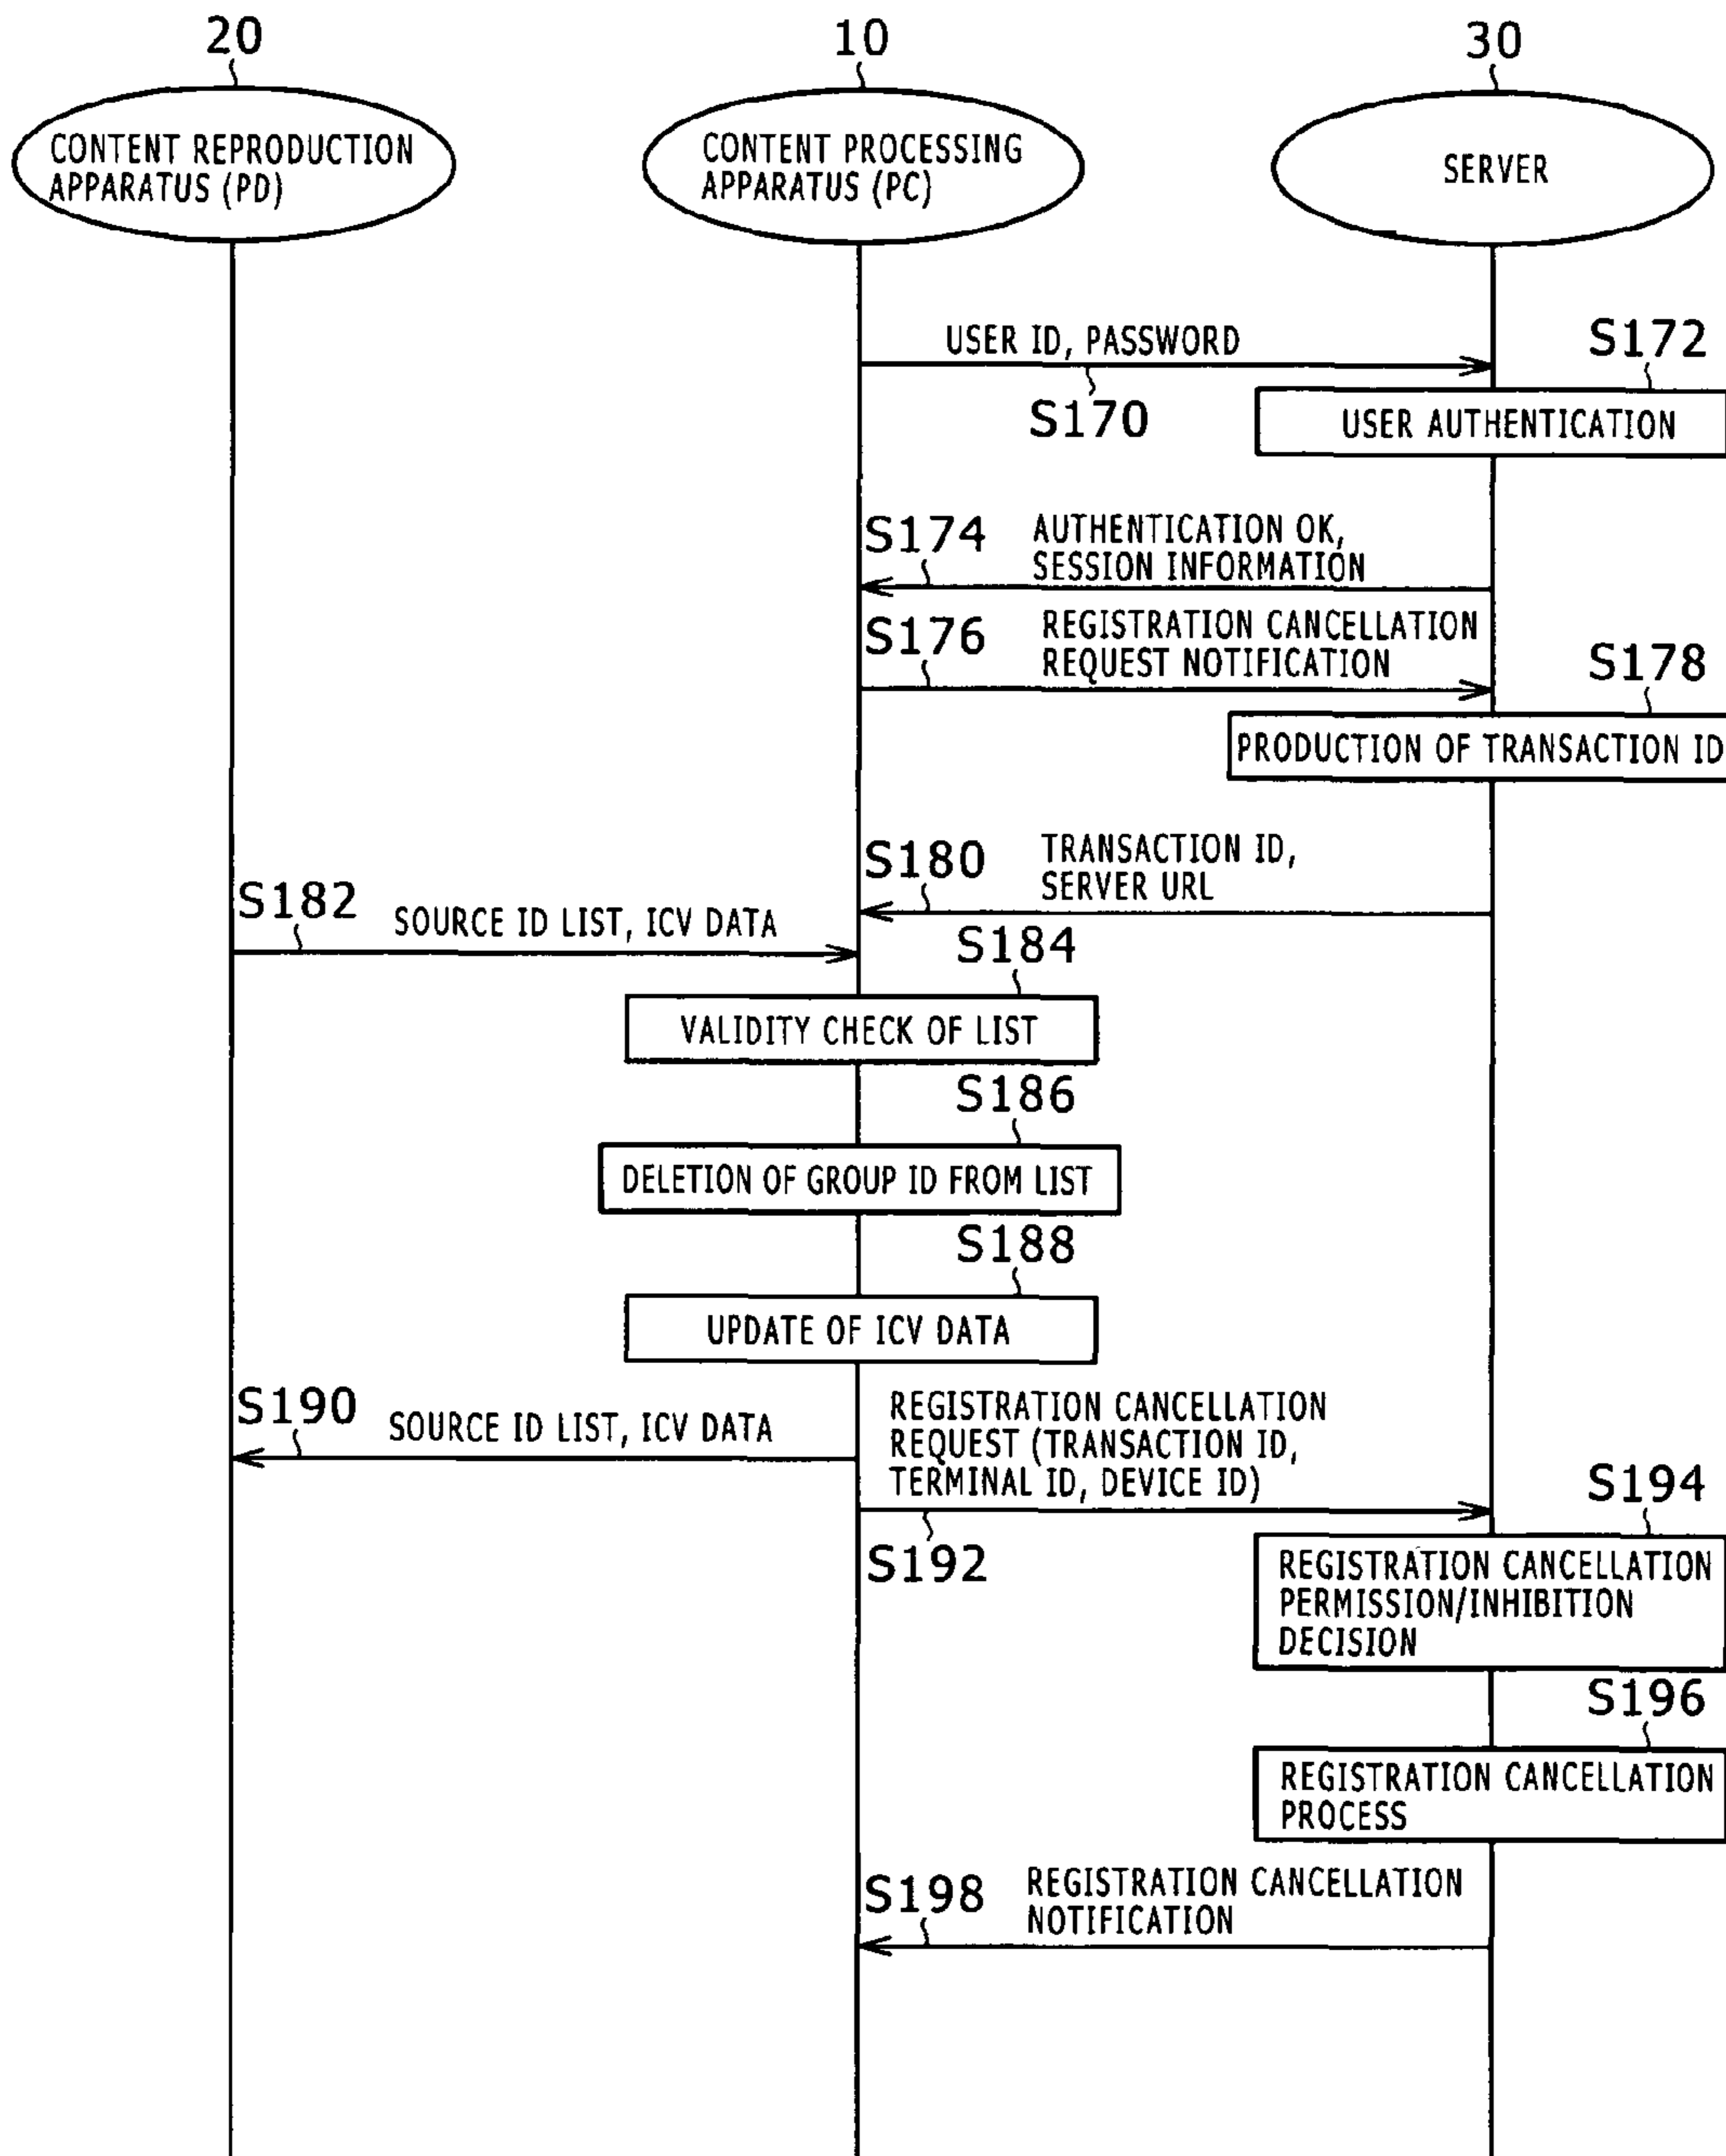 20
10
30
CONTENT REPRODUCTION
APPARATUS (PD)
CONTENT PROCESSING
APPARATUS (PC)
SERVER
USER ID, PASSWORD
S170
S172
USER AUTHENTICATION
S174
AUTHENTICATION OK,
SESSION INFORMATION
S176
REGISTRATION CANCELLATION
REQUEST NOTIFICATION
S178
PRODUCTION OF TRANSACTION ID
S180
TRANSACTION ID,
SERVER URL
S182
SOURCE ID LIST, ICV DATA
S184
VALIDITY CHECK OF LIST
S186
DELETION OF GROUP ID FROM LIST
S188
UPDATE OF ICV DATA
S190
SOURCE ID LIST, ICV DATA
REGISTRATION CANCELLATION
REQUEST (TRANSACTION ID,
TERMINAL ID, DEVICE ID)
S192
S194
REGISTRATION CANCELLATION
PERMISSION/INHIBITION
DECISION
S196
REGISTRATION CANCELLATION
PROCESS
S198
REGISTRATION CANCELLATION
NOTIFICATION